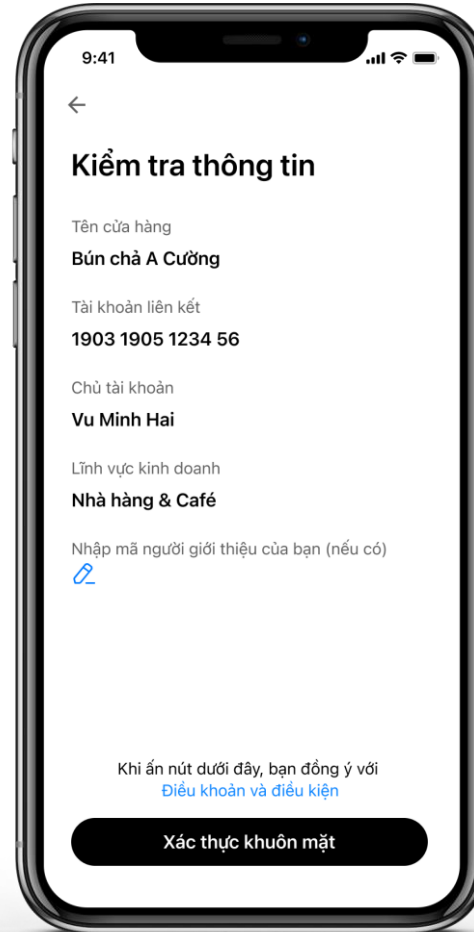 9:41
Kiểm tra thông tin
Tên cửa hàng
Bún chả A Cường
Tài khoản liên kết
1903 1905 1234 56
Chủ tài khoản
Vu Minh Hai
Lĩnh vực kinh doanh
Nhà hàng & Café
Nhập mã người giới thiệu của bạn (nếu có)
Khi ấn nút dưới đây, bạn đồng ý với
Điều khoản và điều kiện
Xác thực khuôn mặt